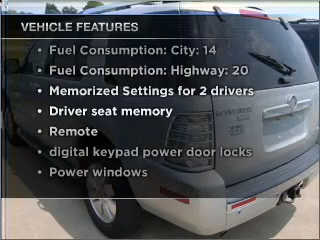 VEHICLE FEATURES
• Fuel Consumption: City: 14
• Fuel Consumption: Highway: 20
• Memorized Settings for 2 drivers
• Driver seat memory
• Remote
• digital keypad power door locks
• Power windows